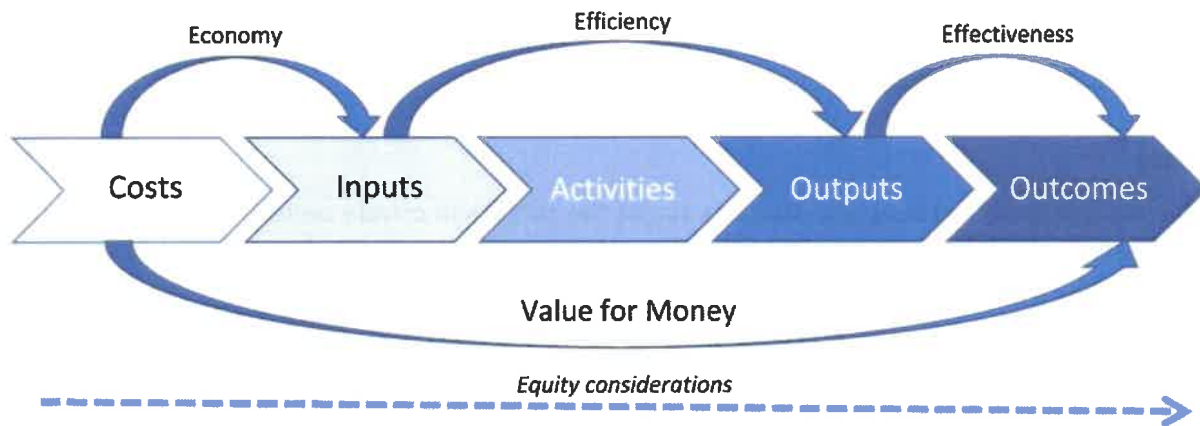 Economy
Efficiency
Effectiveness
Costs
Inputs
Activities
Outputs
Outcomes
Value for Money
Equity considerations